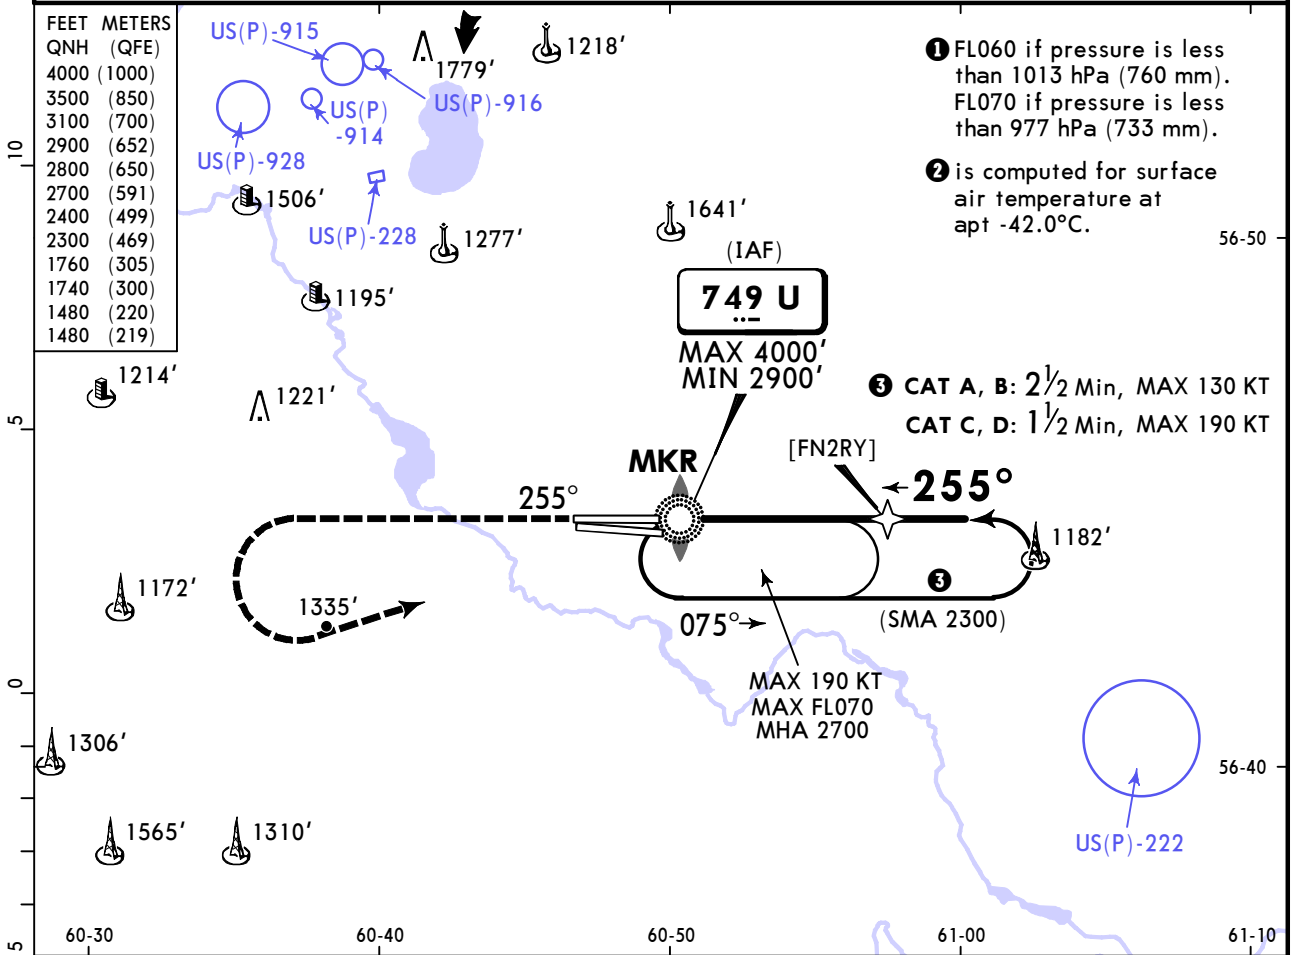 FEET METERS
QNH (QFE)
4000 (1000)
3500 (850)
3100 (700)
2900 (652)
2800 (650)
2700 (591)
2400 (499)
2300 (469)
1760 (305)
1740 (300)
1480 (220)
1480 (219)
US(P)-915
1779'
1218'
US(P)-916
US(P)
-914
US(P)-928
1506'
US(P)-228
1277'
1641'
1195'
1214'
1221'
❶ FL060 if pressure is less
than 1013 hPa (760 mm).
FL070 if pressure is less
than 977 hPa (733 mm).
❷ is computed for surface
air temperature at
apt -42.0°C.
56-50
(IAF)
749 U
MAX 4000'
MIN 2900'
❸ CAT A, B: 2½ Min, MAX 130 KT
CAT C, D: 1½ Min, MAX 190 KT
MKR
[FN2RY]
255°
255°
1182'
1172'
1335'
❸
075°
(SMA 2300)
MAX 190 KT
MAX FL070
MHA 2700
1306'
56-40
1565'
1310'
US(P)-222
10
5
0
5
60-30
60-40
60-50
61-00
61-10